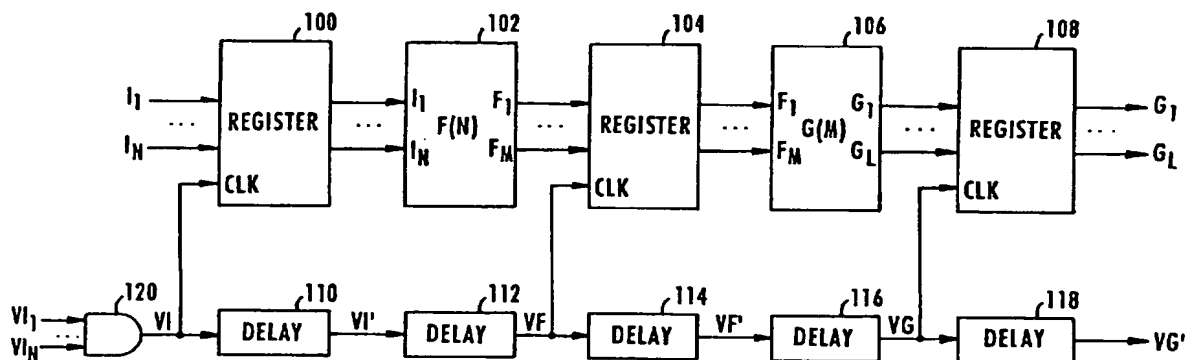 100 102 104 106 108
I1 ... IN REGISTER CLK
... I1 ... IN F(N) F1 ... FM
... REGISTER CLK
... F1 ... FM G(M) G1 ... GL
... REGISTER CLK
G1 ... GL
120 110 112 114 116 118
VI1 ... VIN VI DELAY VI' DELAY VF DELAY VF' DELAY VG DELAY VG'